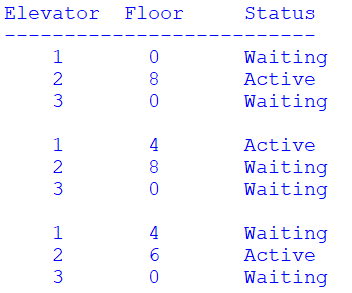 Elevator Floor Status
--------------------------
1 0 Waiting
2 8 Active
3 0 Waiting
1 4 Active
2 8 Waiting
3 0 Waiting
1 4 Waiting
2 6 Active
3 0 Waiting